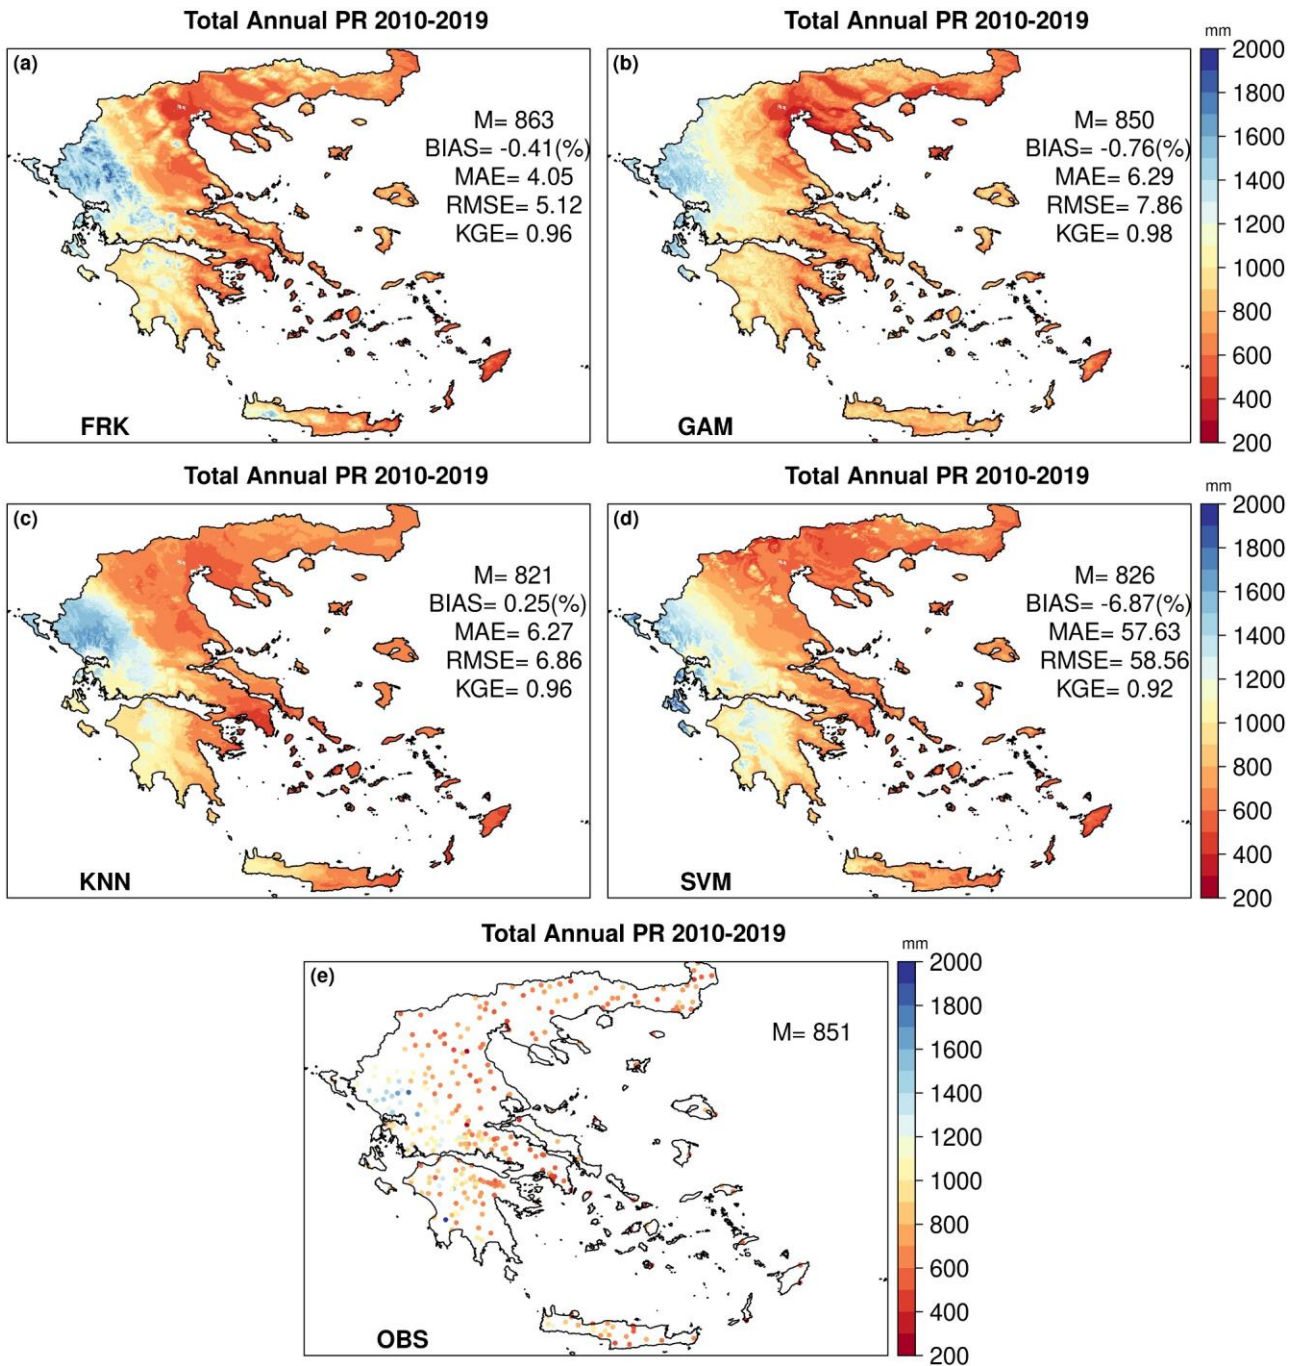 Total Annual PR 2010-2019
(a)
M= 863
BIAS= -0.41(%)
MAE= 4.05
RMSE= 5.12
KGE= 0.96
FRK
Total Annual PR 2010-2019
(b)
M= 850
BIAS= -0.76(%)
MAE= 6.29
RMSE= 7.86
KGE= 0.98
GAM
mm
2000
1800
1600
1400
1200
1000
800
600
400
200
Total Annual PR 2010-2019
(c)
M= 821
BIAS= 0.25(%)
MAE= 6.27
RMSE= 6.86
KGE= 0.96
KNN
Total Annual PR 2010-2019
(d)
M= 826
BIAS= -6.87(%)
MAE= 57.63
RMSE= 58.56
KGE= 0.92
SVM
mm
2000
1800
1600
1400
1200
1000
800
600
400
200
Total Annual PR 2010-2019
(e)
M= 851
OBS
mm
2000
1800
1600
1400
1200
1000
800
600
400
200